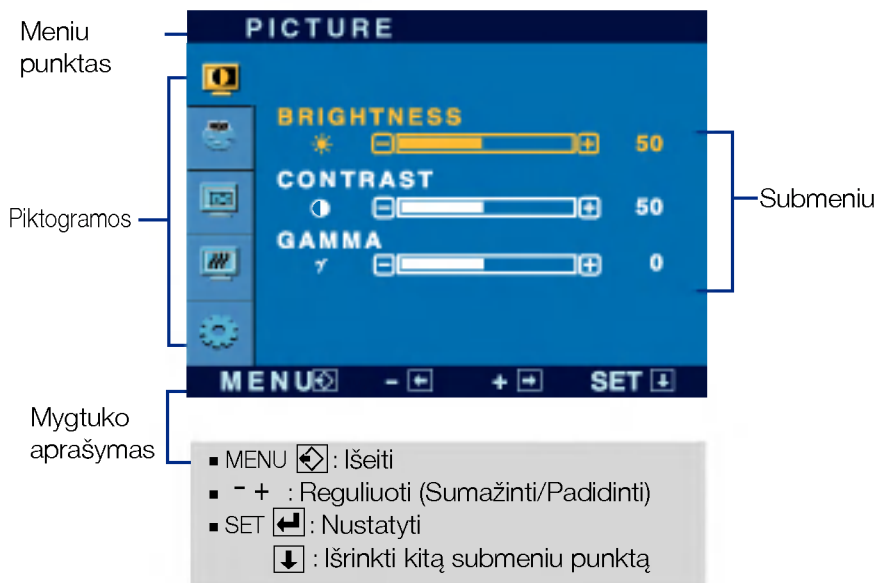 Meniu
punktas
PICTURE
BRIGHTNESS
50
CONTRAST
50
GAMMA
0
Piktogramos
Submeniu
MENU - + SET
Mygtuko
aprašymas
▪ MENU : Išeiti
▪ - + : Reguliuoti (Sumažinti/Padidinti)
▪ SET : Nustatyti
: Išrinkti kitą submeniu punktą